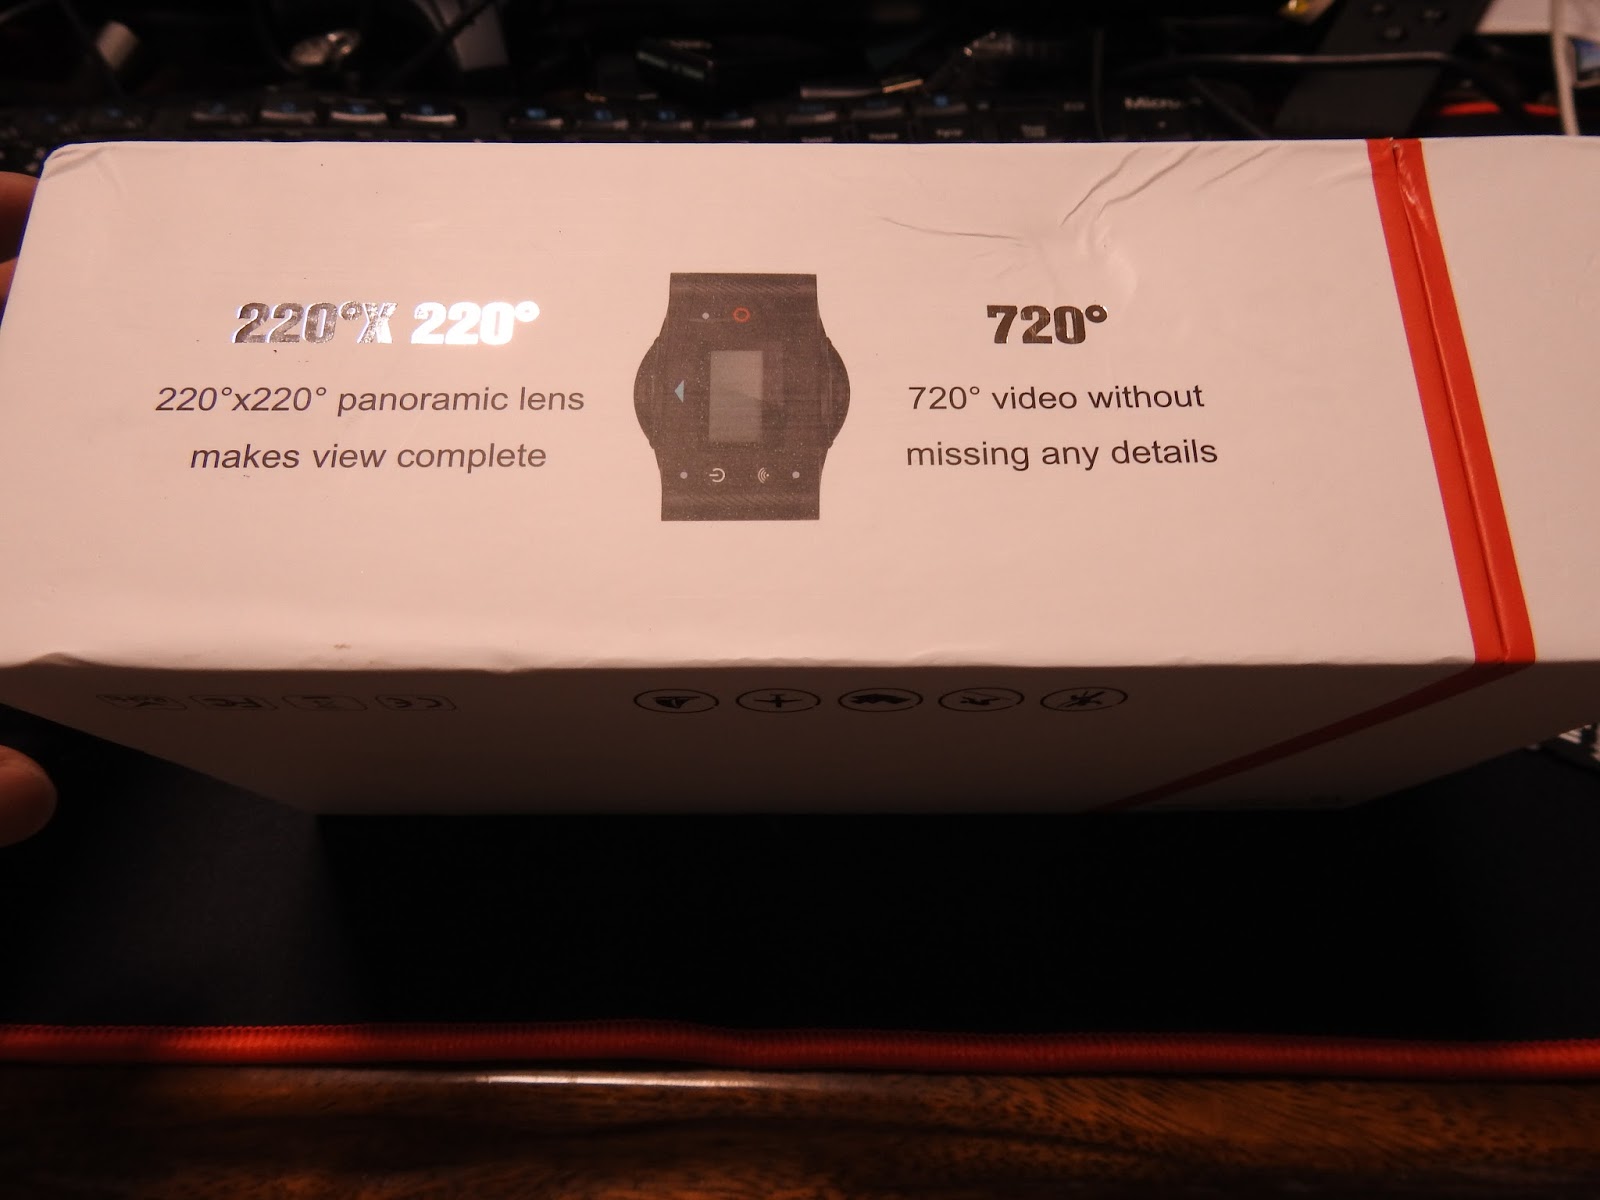 220°X 220°
220°x220° panoramic lens
makes view complete
720°
720° video without
missing any details